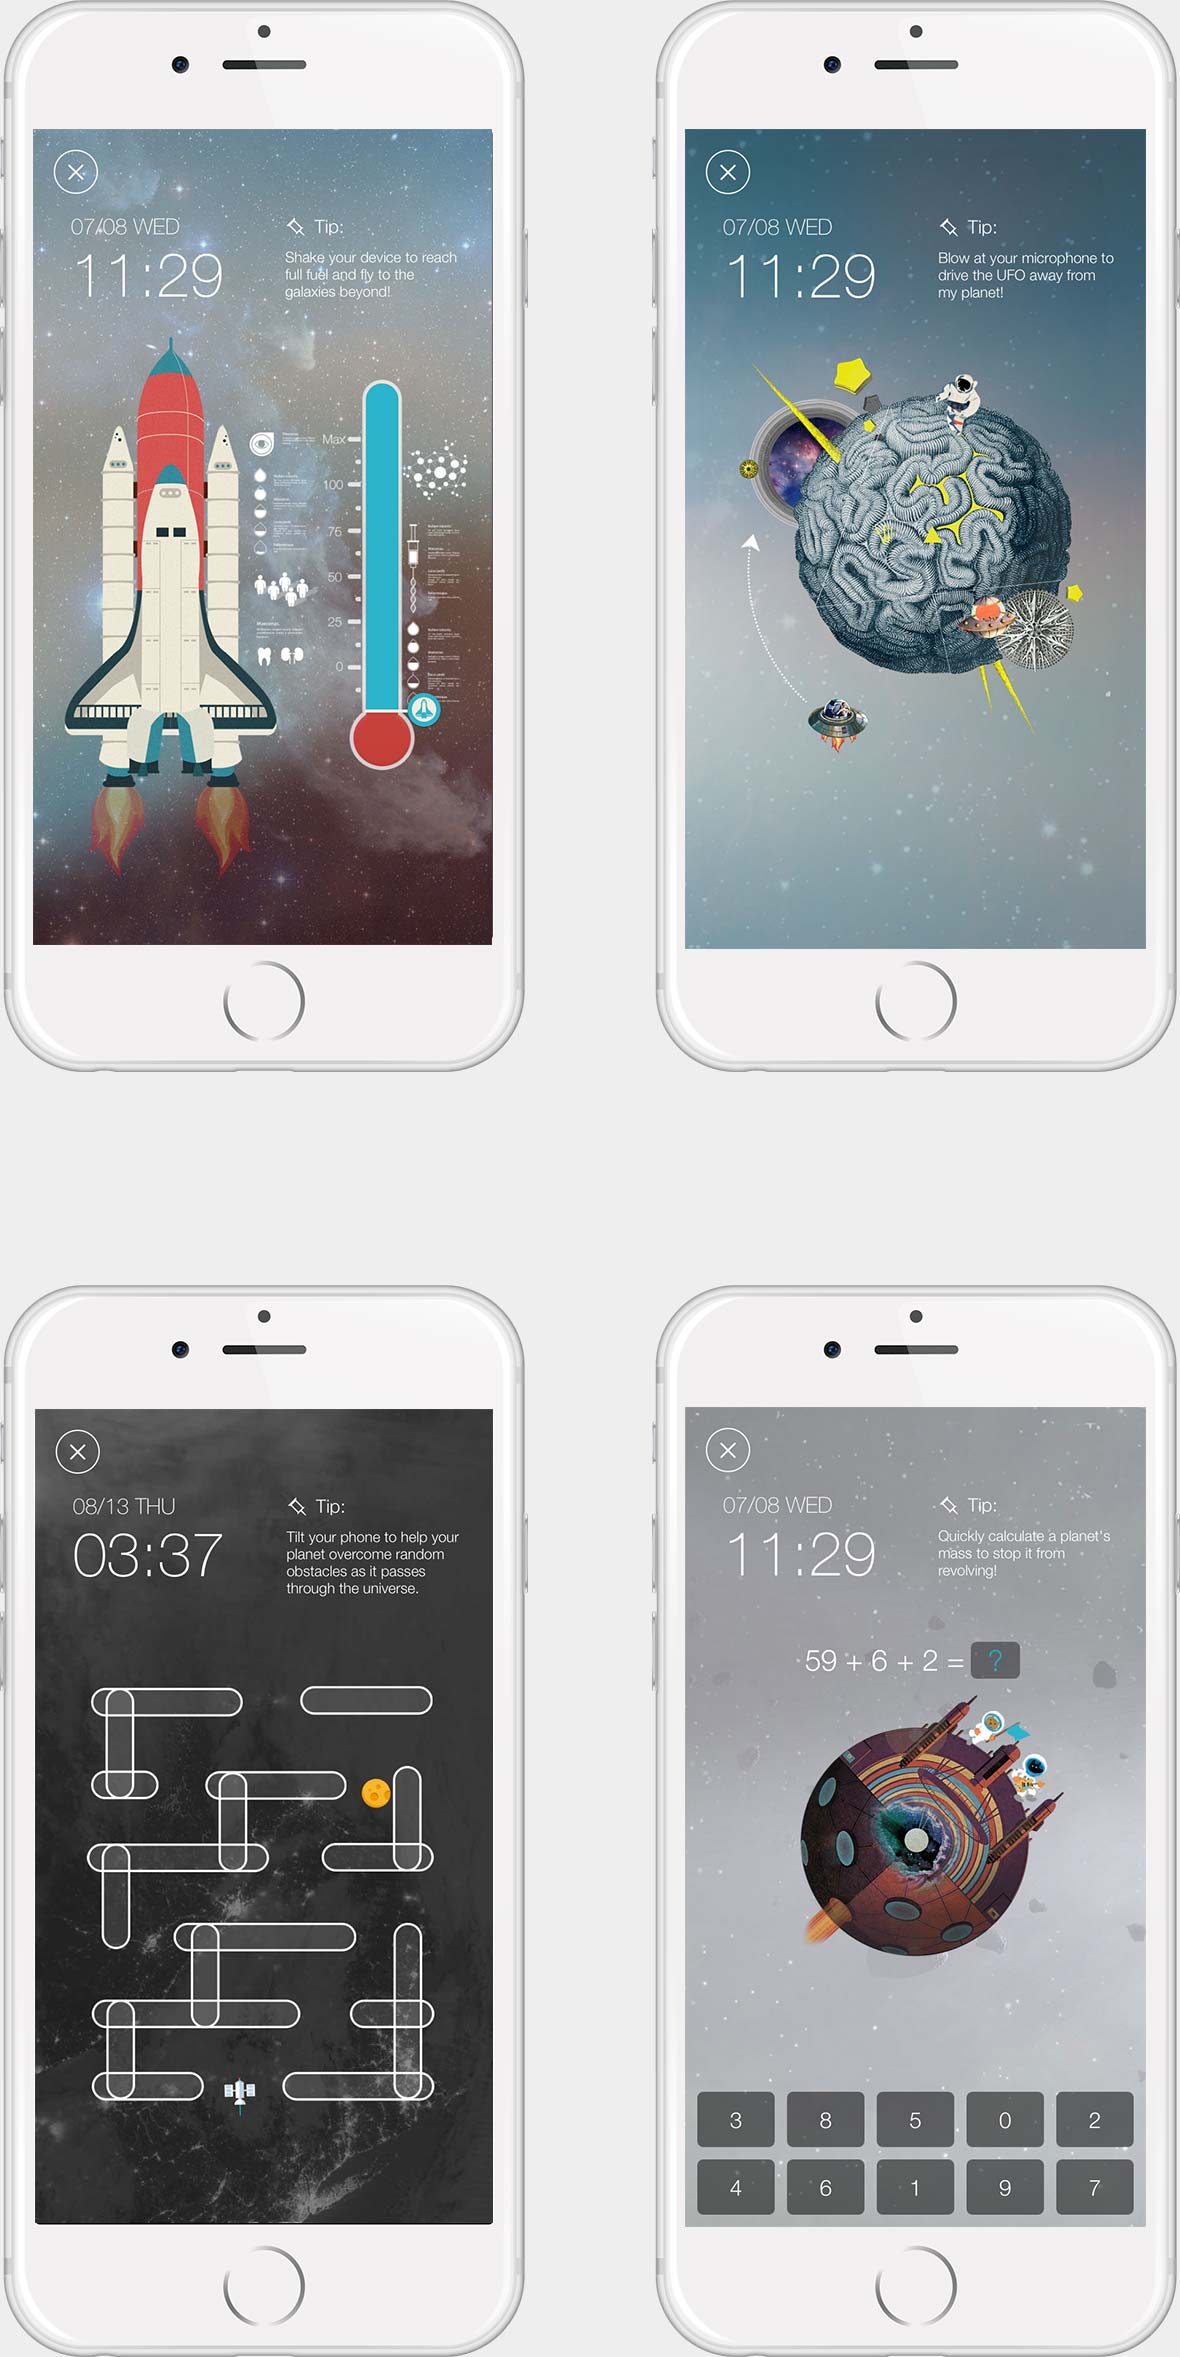 07/08 WED
11:29
Tip:
Shake your device to reach
full fuel and fly to the
galaxies beyond!
Max
100
75
50
25
0
07/08 WED
11:29
Tip:
Blow at your microphone to
drive the UFO away from
my planet!
08/13 THU
03:37
Tip:
Tilt your phone to help your
planet overcome random
obstacles as it passes
through the universe.
07/08 WED
11:29
Tip:
Quickly calculate a planet's
mass to stop it from
revolving!
59 + 6 + 2 = ?
3 8 5 0 2
4 6 1 9 7